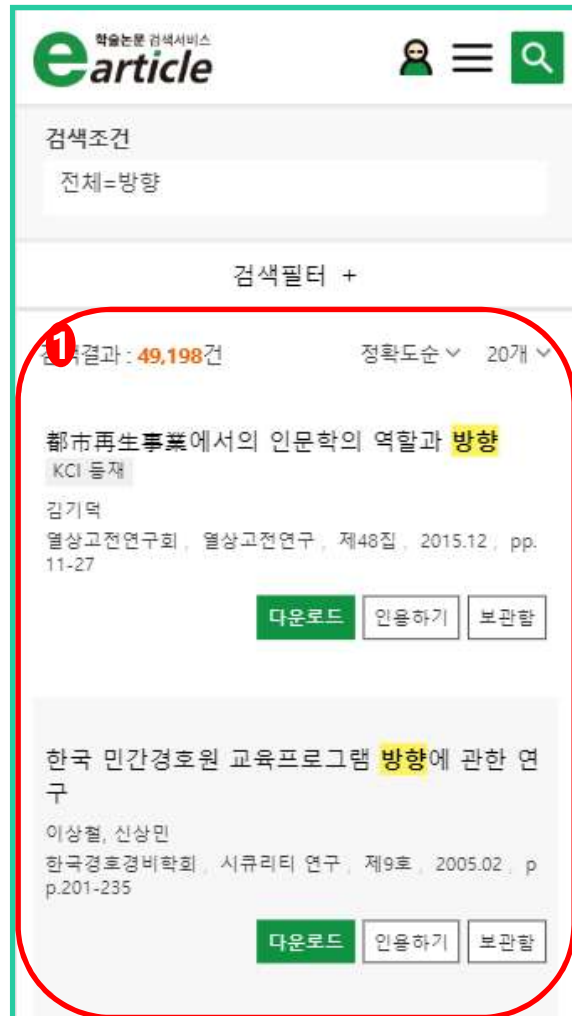 학술논문 검색서비스
earticle
검색조건
전체=방향
검색필터 +
1
결과 : 49,198건 정확도순 20개
都市再生事業에서의 인문학의 역할과 방향
KCI 등재
김기덕
열상고전연구회 , 열상고전연구 , 제48집 , 2015.12 , pp.
11-27
다운로드 인용하기 보관함
한국 민간경호원 교육프로그램 방향에 관한 연
구
이상철, 신상민
한국경호경비학회 , 시큐리티 연구 , 제9호 , 2005.02 , p
p.201-235
다운로드 인용하기 보관함